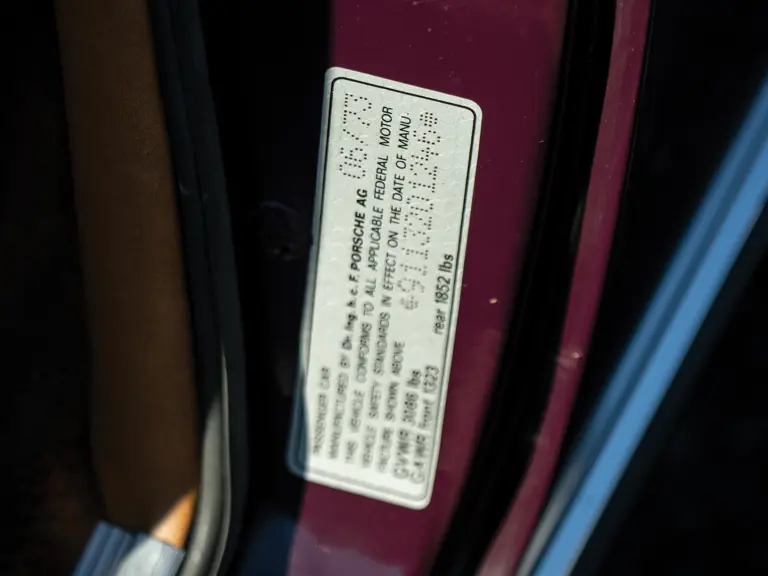 PASSENGER CAR
MANUFACTURED BY Dr. Ing. h. c. F. PORSCHE AG 06/73
THIS VEHICLE CONFORMS TO ALL APPLICABLE FEDERAL MOTOR
VEHICLE SAFETY STANDARDS IN EFFECT ON THE DATE OF MANU-
FACTURE SHOWN ABOVE
GVWR 3086 lbs
GAWR front 1323 rear 1852 lbs